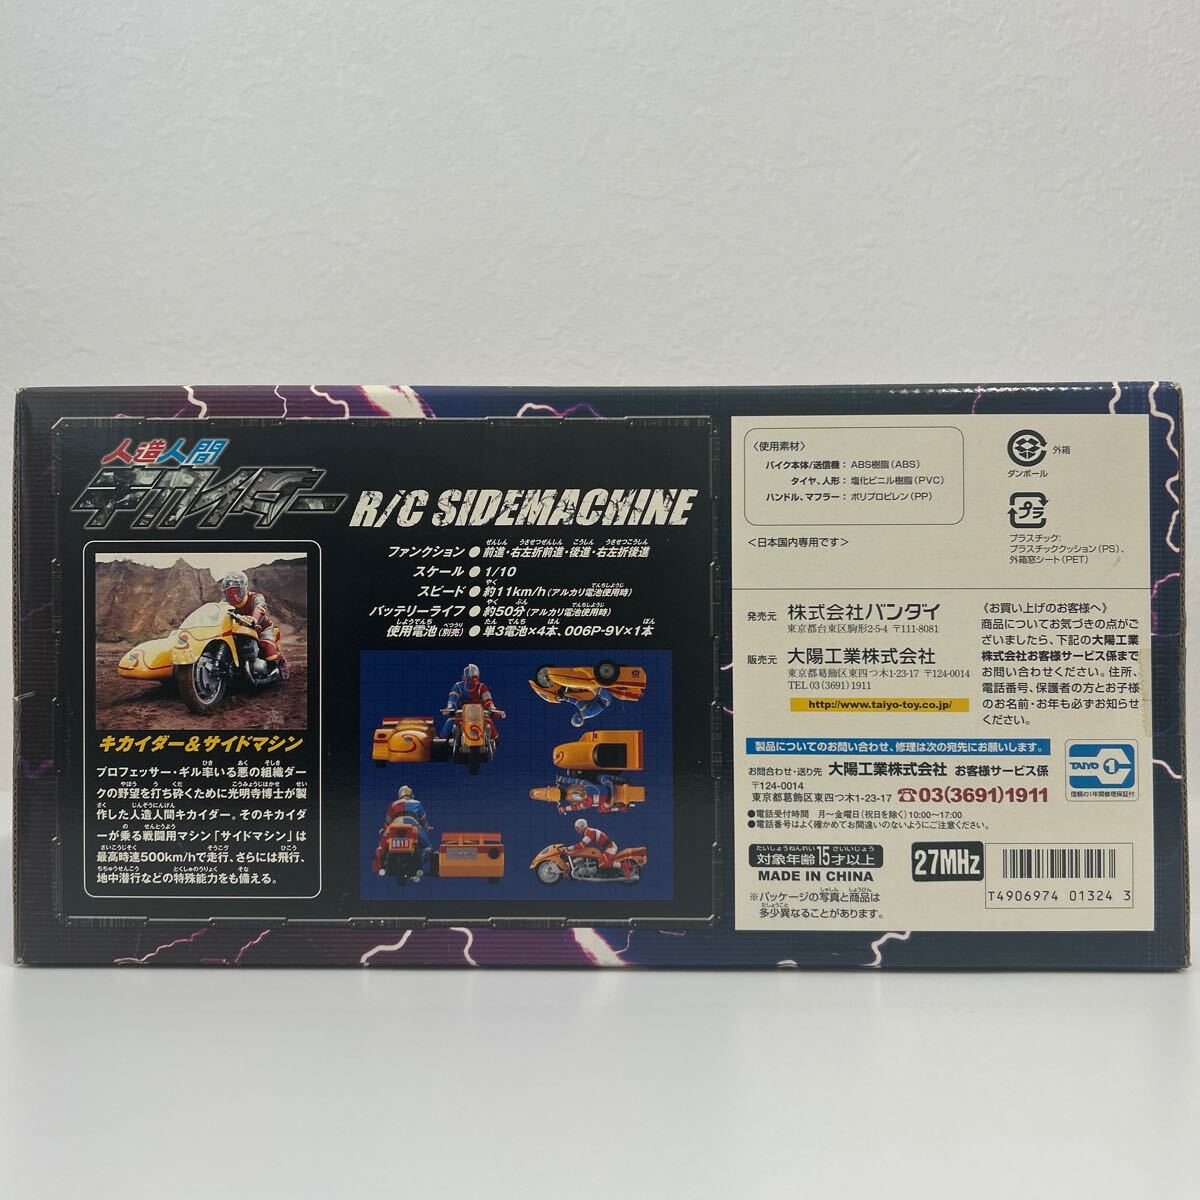 人造人間
キカイダー
R/C SIDEMACHINE
ファンクション●前進・右左折前進・後進・右左折後進
スケール●1/10
スピード●約11km/h(アルカリ電池使用時)
バッテリーライフ●約50分(アルカリ電池使用時)
使用電池(別売)●単3電池×4本、006P-9V×1本
キカイダー&サイドマシン
プロフェッサー・ギル率いる悪の組織ダー
クの野望を打ち砕くために光明寺博士が製
作した人造人間キカイダー。そのキカイダ
ーが乗る戦闘用マシン「サイドマシン」は
最高時速500km/hで走行、さらには飛行、
地中潜行などの特殊能力をも備える。
〈使用素材〉
バイク本体/送信機:ABS樹脂(ABS)
タイヤ、人形:塩化ビニル樹脂(PVC)
ハンドル、マフラー:ポリプロピレン(PP)
<日本国内専用です>
外箱
ダンボール
プラ
プラスチック:
プラスチッククッション(PS)、
外箱窓シート(PET)
発売元 株式会社バンダイ
東京都台東区駒形2-5-4 〒111-8081
販売元 大陽工業株式会社
東京都葛飾区東四つ木1-23-17 〒124-0014
TEL 03(3691)1911
http://www.taiyo-toy.co.jp/
《お買い上げのお客様へ》
商品についてお気づきの点がご
ざいましたら、下記の大陽工業
株式会社お客様サービス係まで
お問い合わせください。住所、
電話番号、保護者の方とお子様
のお名前・お年も必ずお知らせ
ください。
製品についてのお問い合わせ、修理は次の宛先にお願いします。
お問合わせ・送り先 大陽工業株式会社 お客様サービス係
〒124-0014
東京都葛飾区東四つ木1-23-17 ☎03(3691)1911
●電話受付時間 月〜金曜日(祝日を除く)10:00〜17:00
●電話番号はよく確かめてお間違いのないようにご注意ください。
TAIYO 1
信頼の1年間修理保証付
対象年齢15才以上
MADE IN CHINA
※パッケージの写真と商品は
多少異なることがあります。
27MHz
T4906974 01324 3